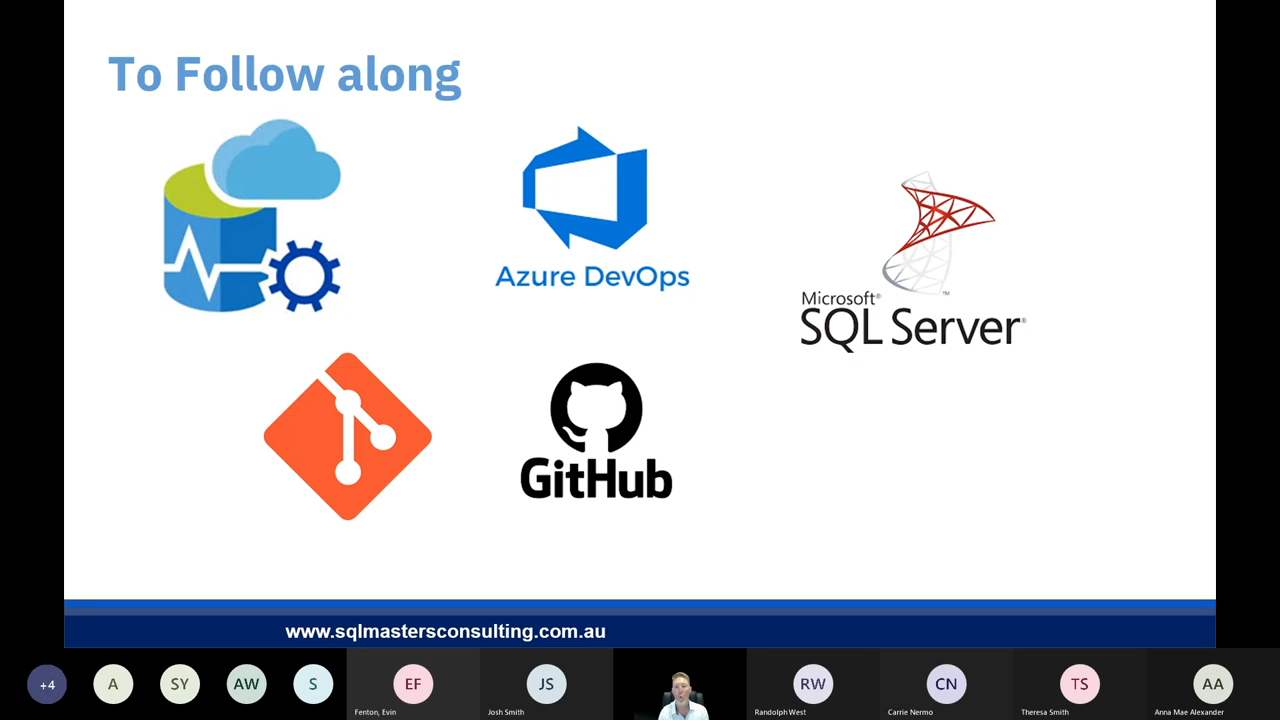 To Follow along
Azure DevOps
Microsoft®
SQL Server®
™
GitHub
www.sqlmastersconsulting.com.au
+4
A
SY
AW
S
EF
JS
RW
CN
TS
AA
Fenton, Evin
Josh Smith
Randolph West
Carrie Nermo
Theresa Smith
Anna Mae Alexander